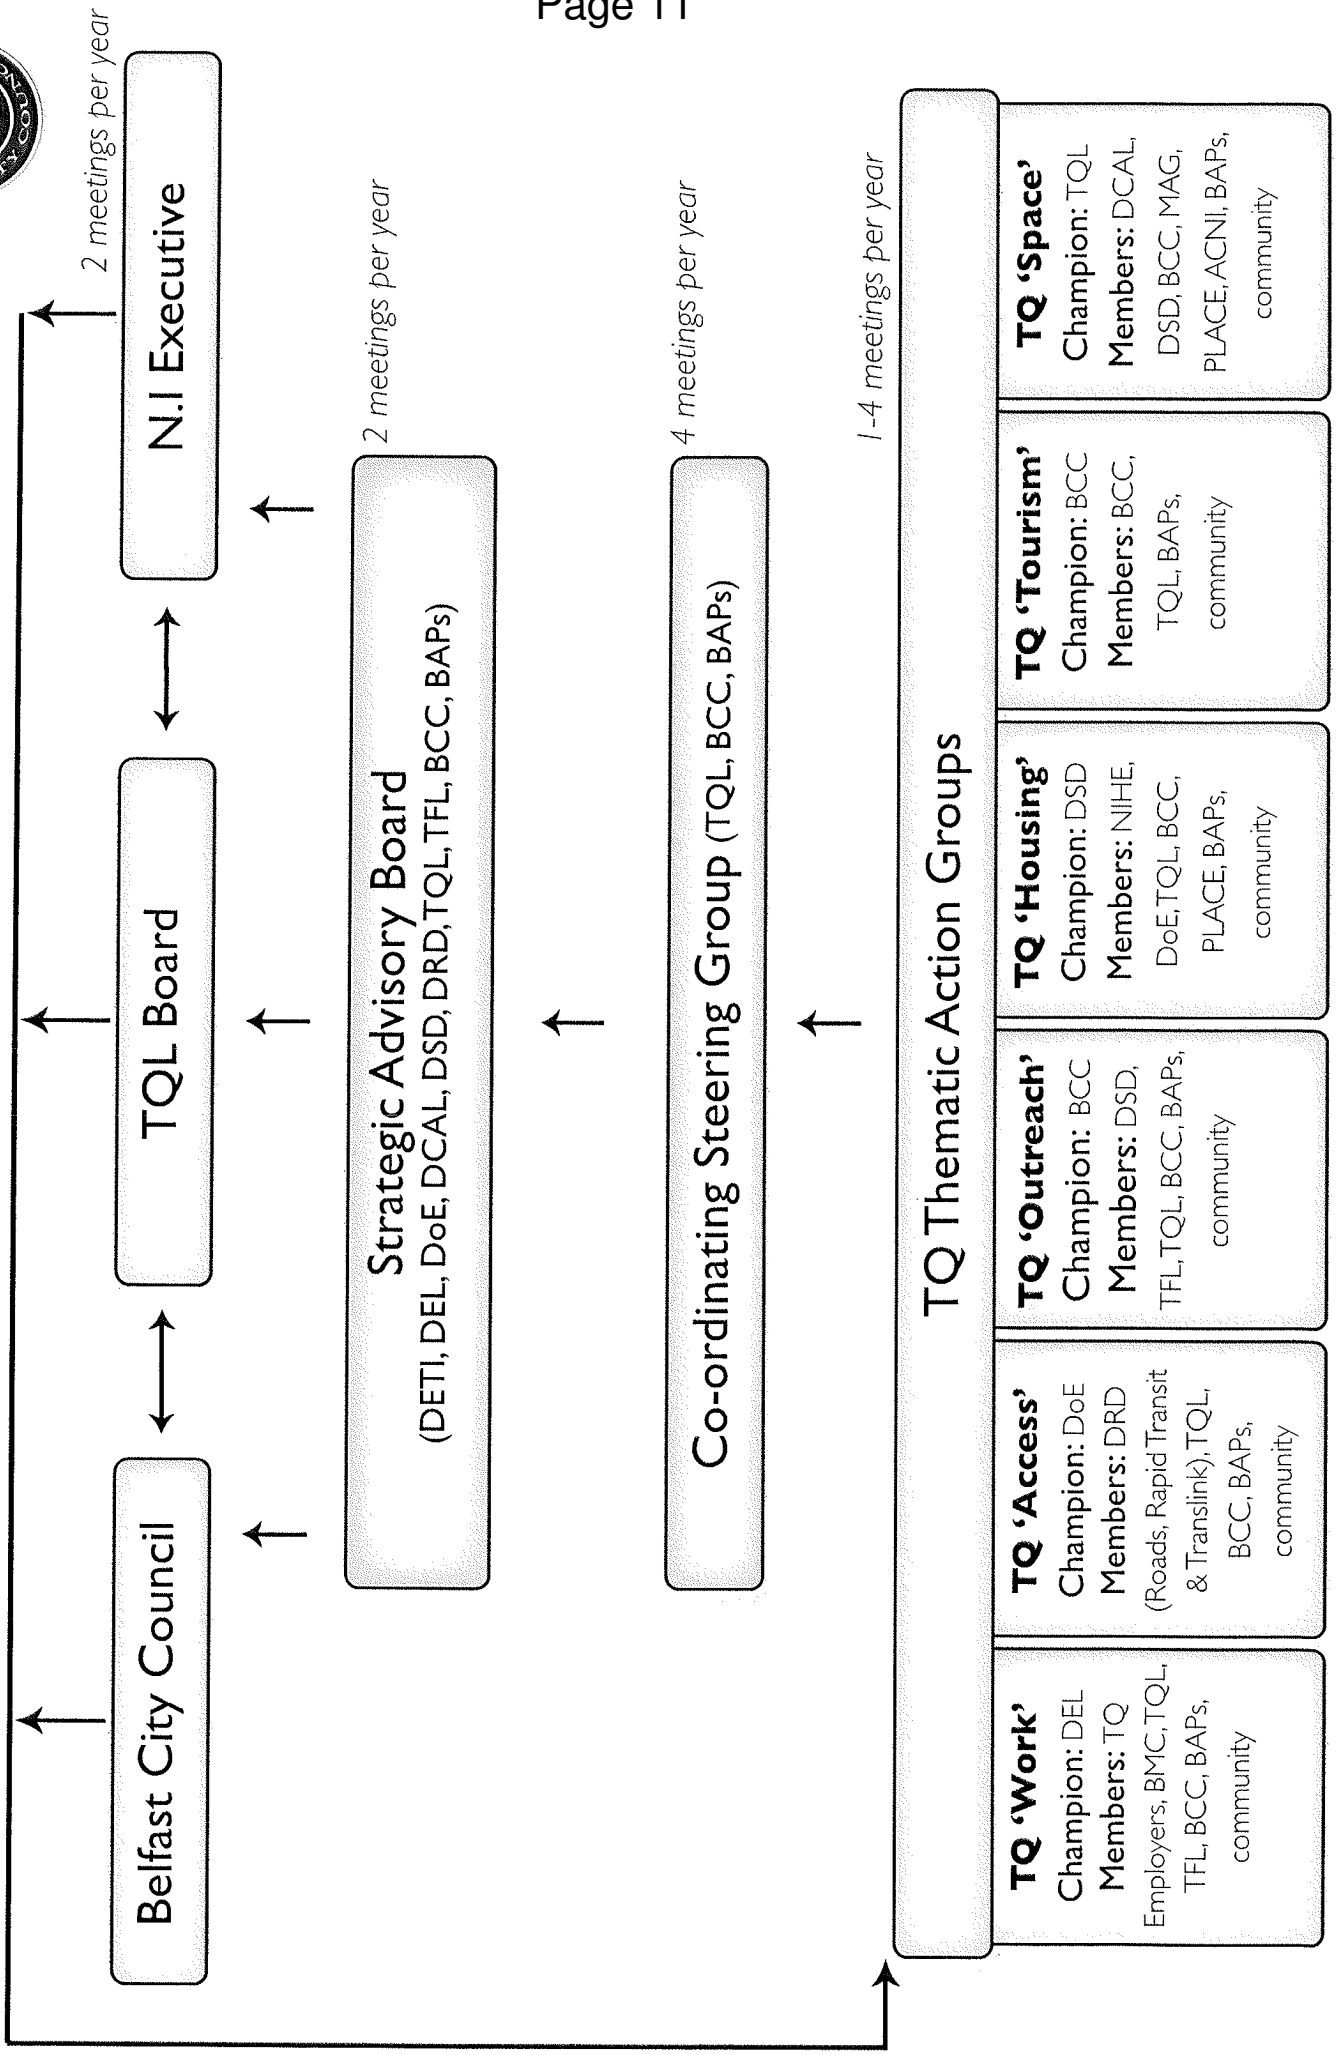 Page 11
2 meetings per year
Belfast City Council
TQL Board
N.I Executive
2 meetings per year
Strategic Advisory Board
(DETI, DEL, DoE, DCAL, DSD, DRD, TQL, TFL, BCC, BAPs)
4 meetings per year
Co-ordinating Steering Group (TQL, BCC, BAPs)
1-4 meetings per year
TQ Thematic Action Groups
TQ ‘Work’
Champion: DEL
Members: TQ
Employers, BMC, TQL,
TFL, BCC, BAPs,
community
TQ ‘Access’
Champion: DoE
Members: DRD
(Roads, Rapid Transit
& Translink), TQL,
BCC, BAPs,
community
TQ ‘Outreach’
Champion: BCC
Members: DSD,
TFL, TQL, BCC, BAPs,
community
TQ ‘Housing’
Champion: DSD
Members: NIHE,
DoE, TQL, BCC,
PLACE, BAPs,
community
TQ ‘Tourism’
Champion: BCC
Members: BCC,
TQL, BAPs,
community
TQ ‘Space’
Champion: TQL
Members: DCAL,
DSD, BCC, MAG,
PLACE, ACNI, BAPs,
community